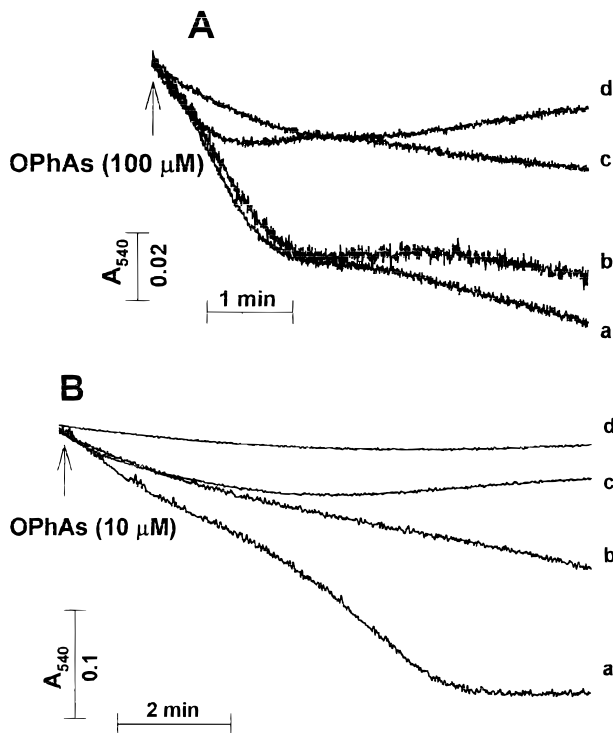 A
d
OPhAs (100 μM)
c
A540
0.02
1 min
b
a
B
d
c
OPhAs (10 μM)
b
A540
0.1
2 min
a